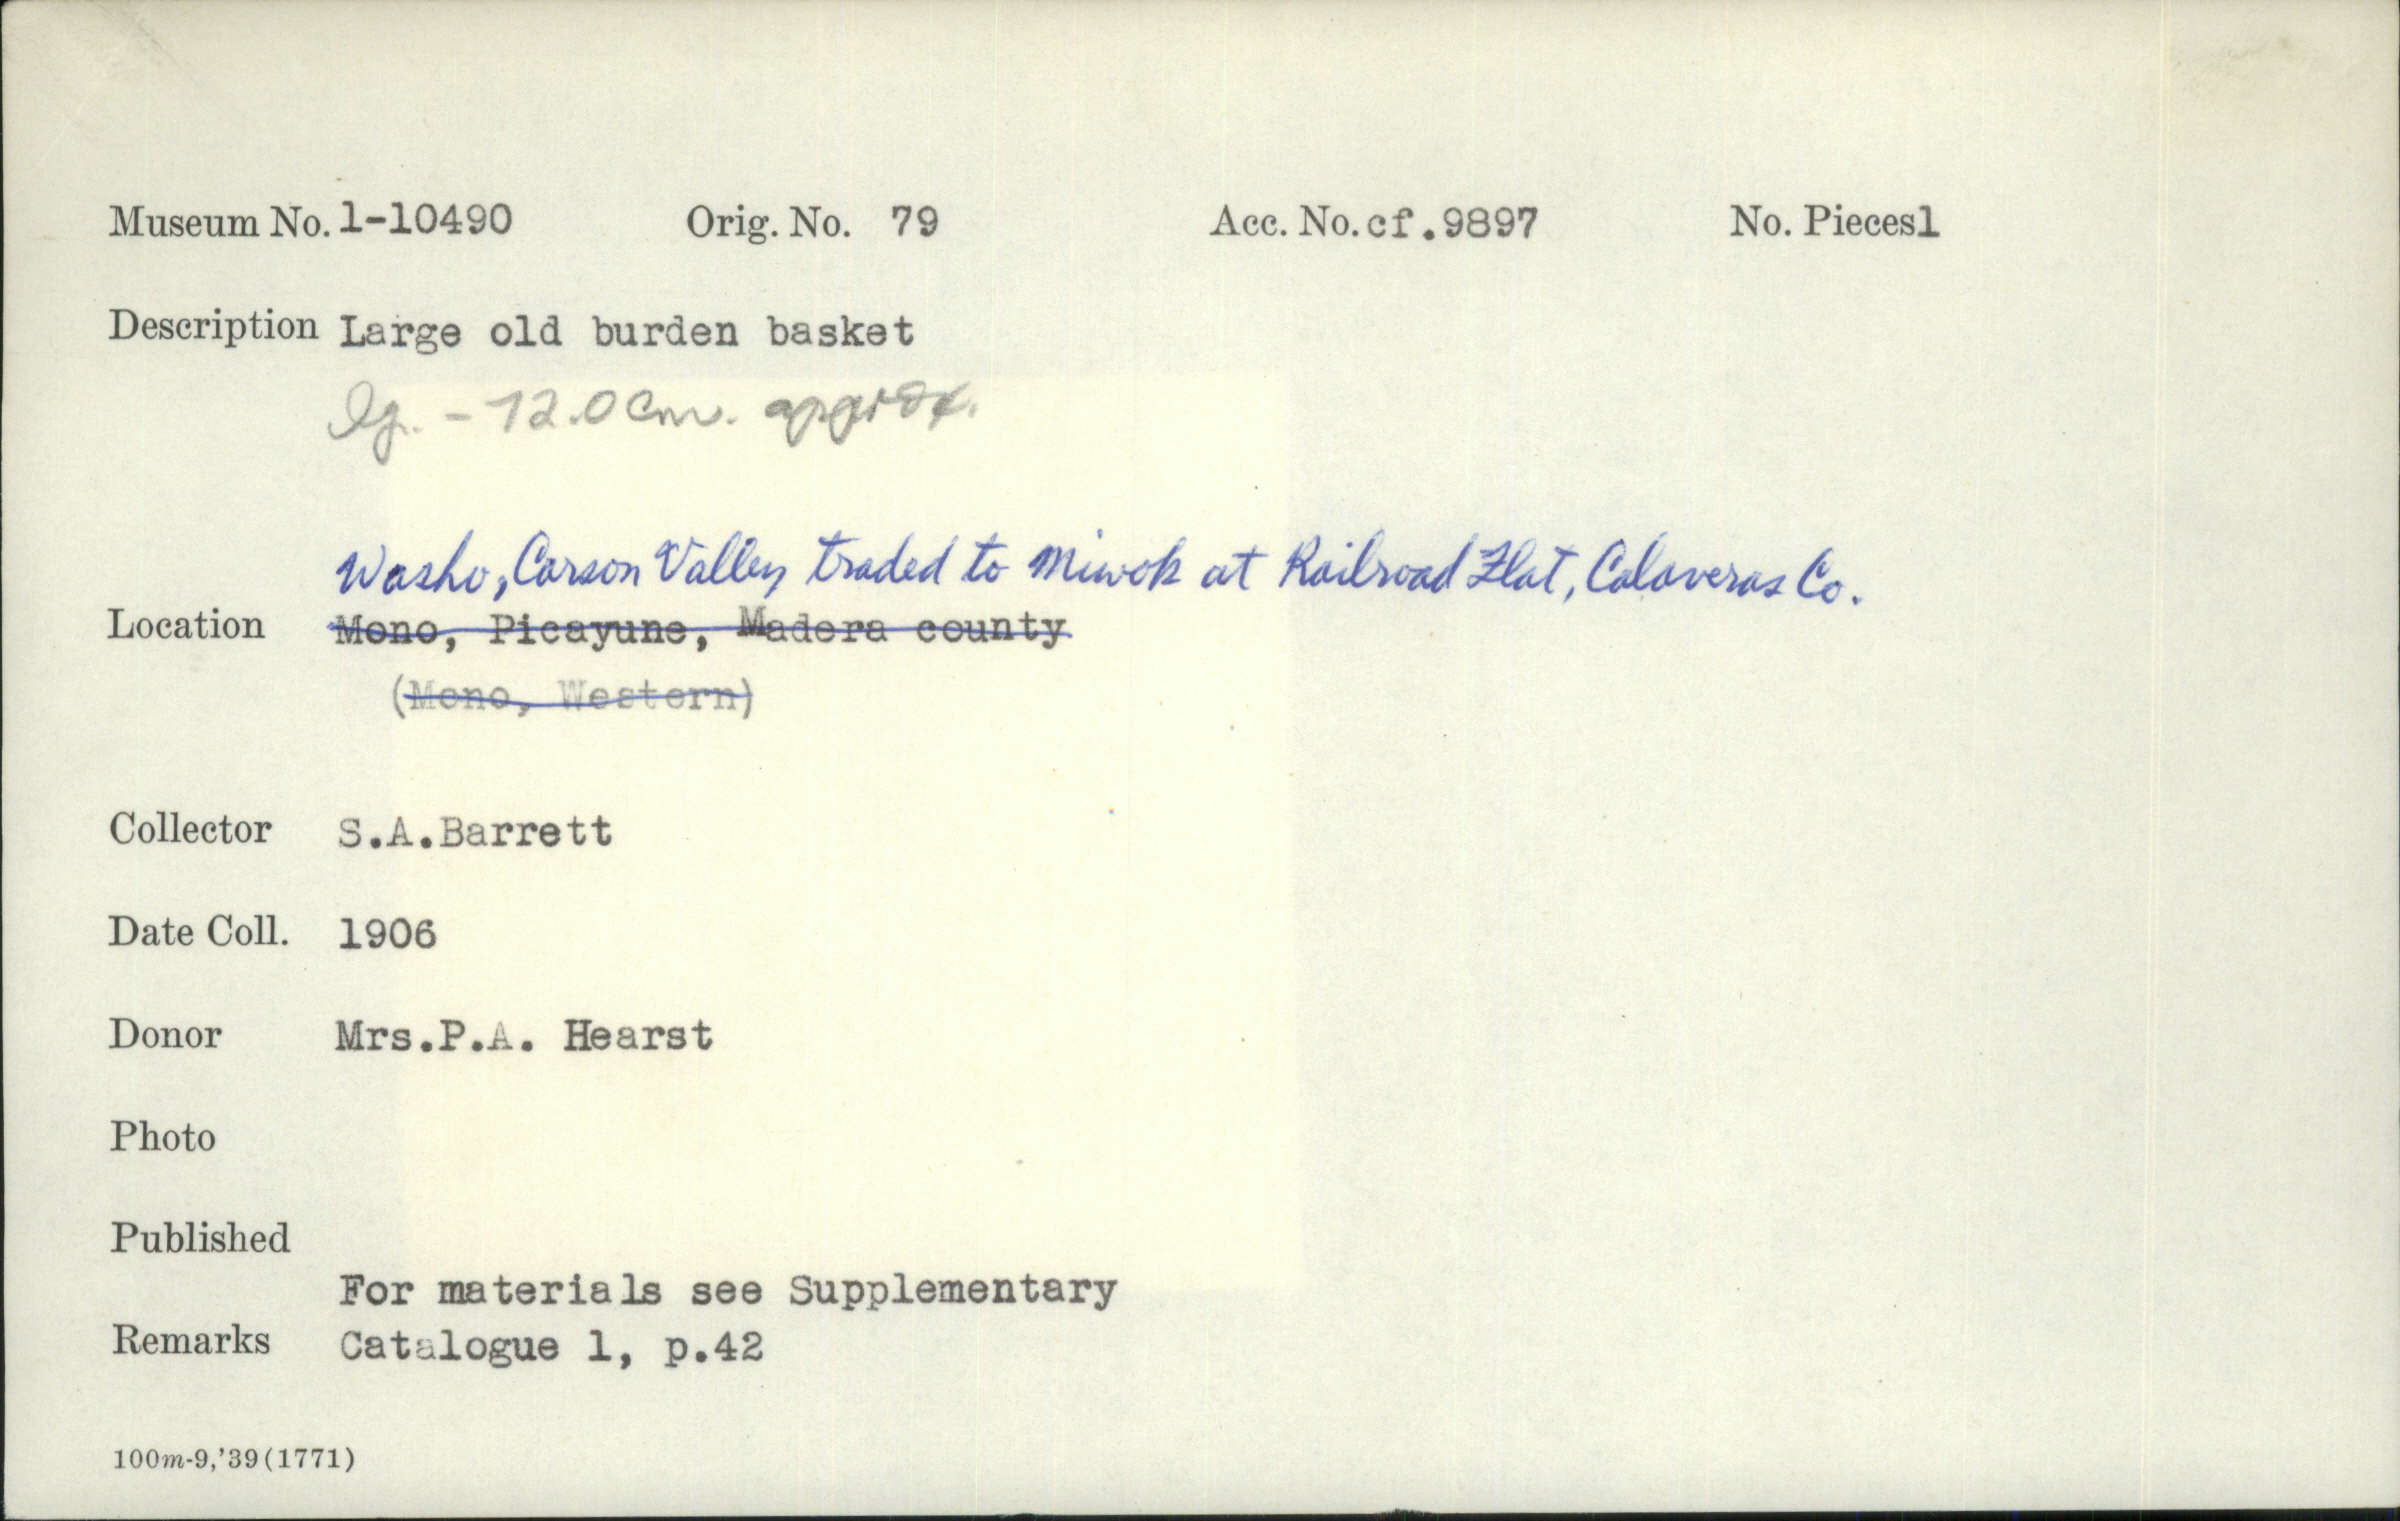 Museum No. 1-10490 Orig. No. 79 Acc. No. cf.9897 No. Pieces 1
Description Large old burden basket
lg. - 72.0 cm. approx.
Washo, Carson Valley traded to Miwok at Railroad Flat, Calaveras Co.
Location Mono, Picayune, Madera county
(Mono, Western)
Collector S.A.Barrett
Date Coll. 1906
Donor Mrs.P.A. Hearst
Photo
Published
For materials see Supplementary
Remarks Catalogue 1, p.42
100m-9,'39(1771)